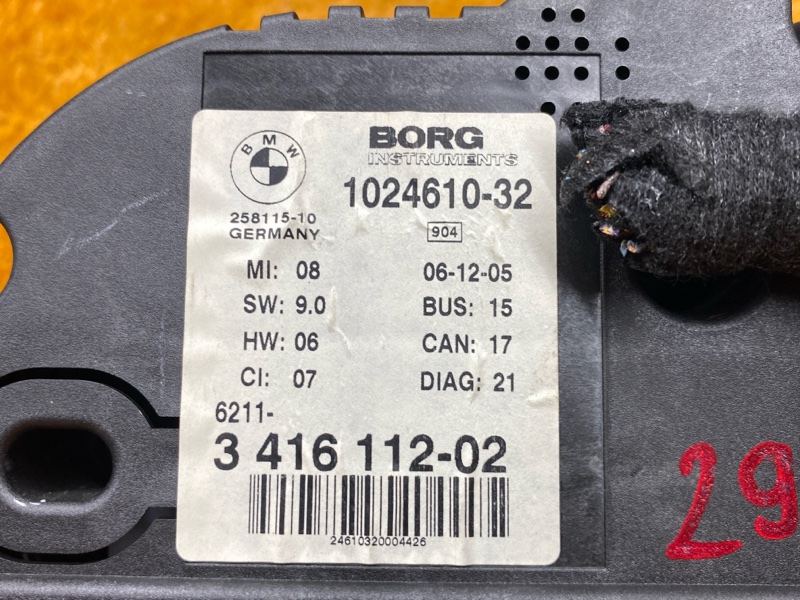 BMW
BORG
INSTRUMENTS
1024610-32
258115-10
GERMANY
904
MI: 08
06-12-05
SW: 9.0
BUS: 15
HW: 06
CAN: 17
CI: 07
DIAG: 21
6211-
3 416 112-02
24610320004426
29